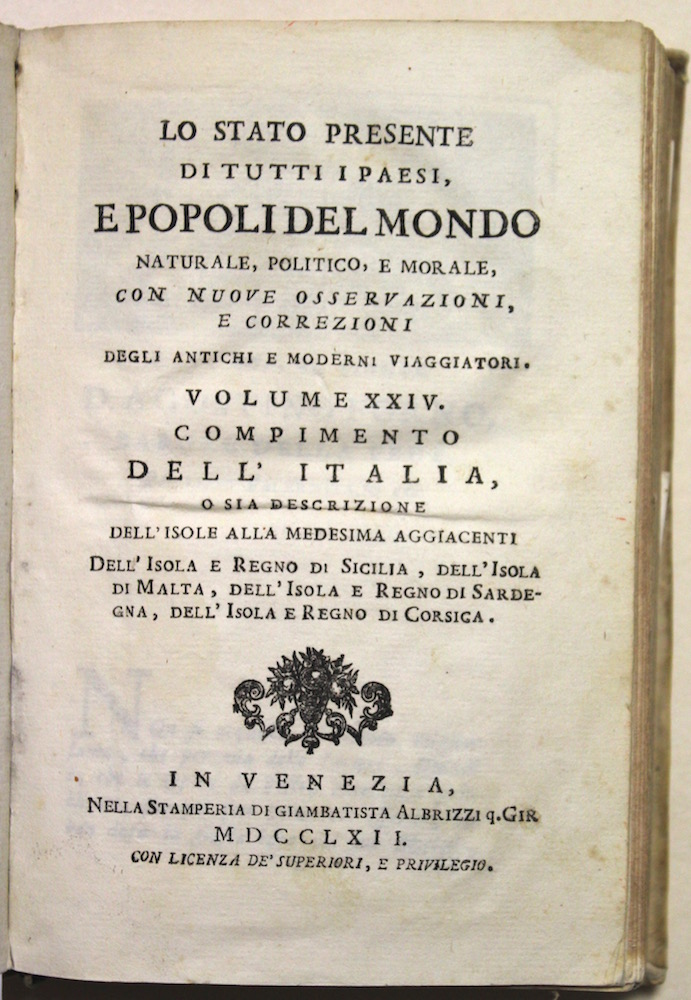 LO STATO PRESENTE
DI TUTTI I PAESI,
E POPOLI DEL MONDO
NATURALE, POLITICO, E MORALE,
CON NUOVE OSSERVAZIONI,
E CORREZIONI
DEGLI ANTICHI E MODERNI VIAGGIATORI.
VOLUME XXIV.
COMPIMENTO
DELL' ITALIA,
O SIA DESCRIZIONE
DELL' ISOLE ALLA MEDESIMA AGGIACENTI
DELL' ISOLA E REGNO DI SICILIA, DELL' ISOLA
DI MALTA, DELL' ISOLA E REGNO DI SARDE-
GNA, DELL' ISOLA E REGNO DI CORSICA.
IN VENEZIA,
NELLA STAMPERIA DI GIAMBATISTA ALBRIZZI q. GIR
MDCCLXII.
CON LICENZA DE' SUPERIORI, E PRIVILEGIO.